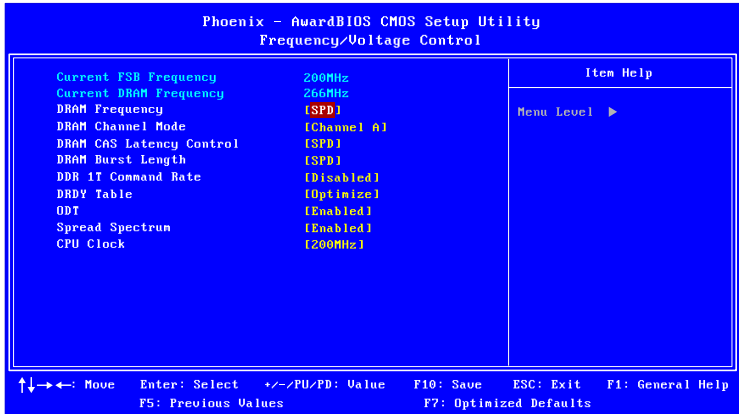 Phoenix - AwardBIOS CMOS Setup Utility
Frequency/Voltage Control
Current FSB Frequency 200MHz
Current DRAM Frequency 266MHz
DRAM Frequency [SPD]
DRAM Channel Mode [Channel A]
DRAM CAS Latency Control [SPD]
DRAM Burst Length [SPD]
DDR 1T Command Rate [Disabled]
DRDY Table [Optimize]
ODT [Enabled]
Spread Spectrum [Enabled]
CPU Clock [200MHz]
Item Help
Menu Level ▶
↑↓→←: Move Enter: Select +/-/PU/PD: Value F10: Save ESC: Exit F1: General Help
F5: Previous Values F7: Optimized Defaults